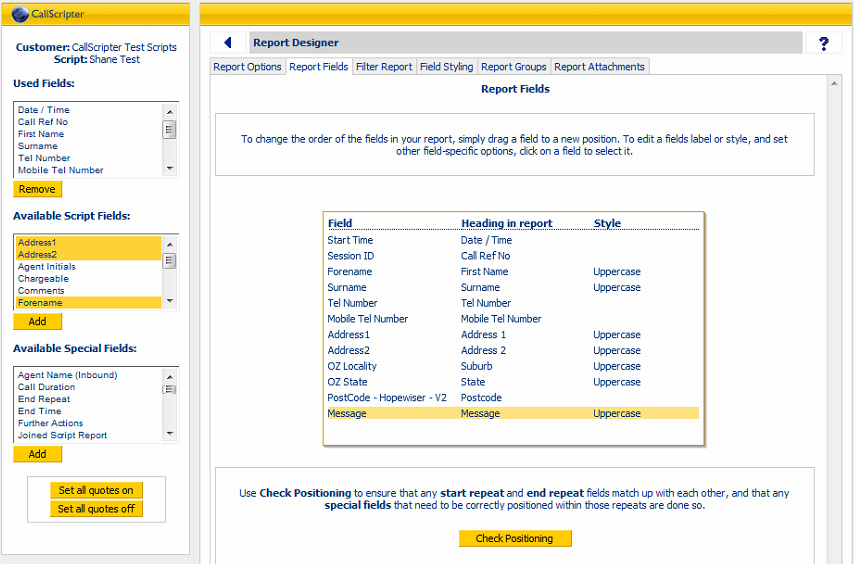 CallScripter
Customer: CallScripter Test Scripts
Script: Shane Test
Used Fields:
Date / Time
Call Ref No
First Name
Surname
Tel Number
Mobile Tel Number
Remove
Available Script Fields:
Address1
Address2
Agent Initials
Chargeable
Comments
Forename
Add
Available Special Fields:
Agent Name (Inbound)
Call Duration
End Repeat
End Time
Further Actions
Joined Script Report
Add
Set all quotes on
Set all quotes off
Report Designer
?
Report Options Report Fields Filter Report Field Styling Report Groups Report Attachments
Report Fields
To change the order of the fields in your report, simply drag a field to a new position. To edit a fields label or style, and set
other field-specific options, click on a field to select it.
Field Heading in report Style
Start Time Date / Time
Session ID Call Ref No
Forename First Name Uppercase
Surname Surname Uppercase
Tel Number Tel Number
Mobile Tel Number Mobile Tel Number
Address1 Address 1 Uppercase
Address2 Address 2 Uppercase
OZ Locality Suburb Uppercase
OZ State State Uppercase
PostCode - Hopewiser - V2 Postcode
Message Message Uppercase
Use Check Positioning to ensure that any start repeat and end repeat fields match up with each other, and that any
special fields that need to be correctly positioned within those repeats are done so.
Check Positioning